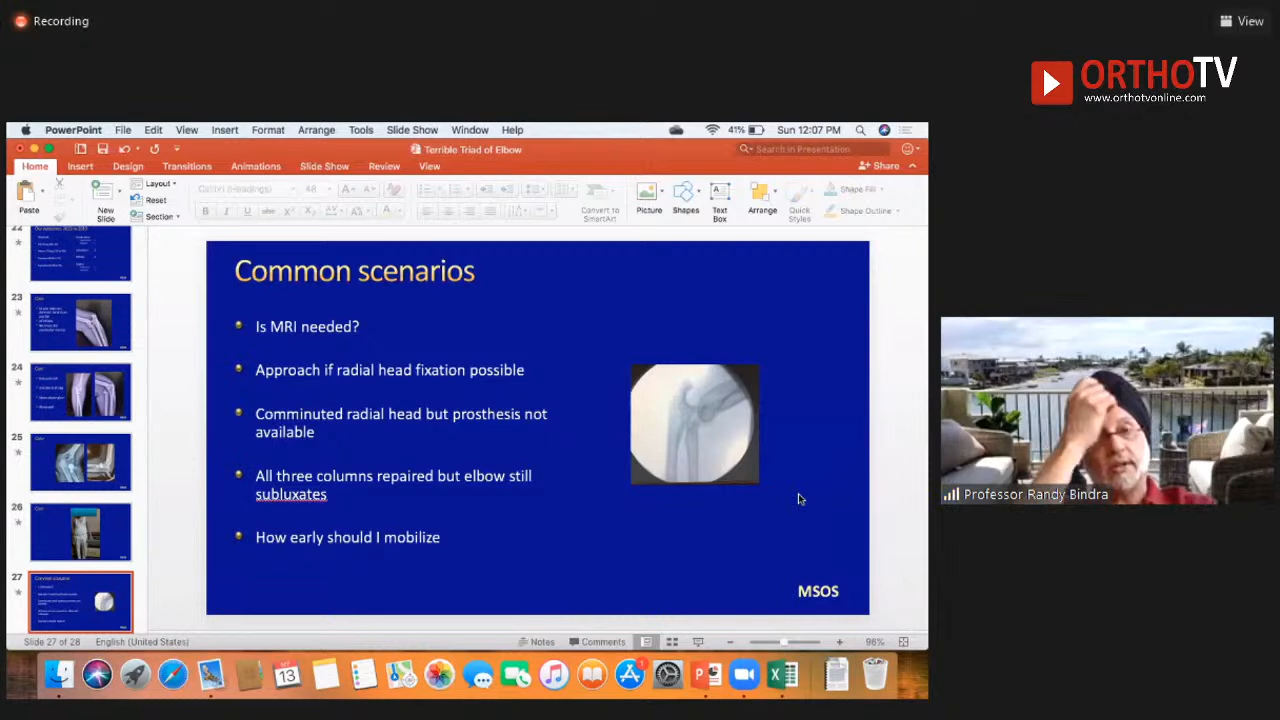 Recording
View
ORTHOTV
www.orthotvonline.com
PowerPoint File Edit View Insert Format Arrange Tools Slide Show Window Help 41% Sun 12:07 PM
Terrible Triad of Elbow
Search in Presentation
Home Insert Design Transitions Animations Slide Show Review View Share
Paste
New Slide
Layout
Reset
Section
Calibri (Headings) 48
Convert to SmartArt
Picture
Shapes
Text Box
Arrange
Quick Styles
Shape Fill
Shape Outline
22
23
24
25
26
27
Common scenarios
Is MRI needed?
Approach if radial head fixation possible
Comminuted radial head but prosthesis not
available
All three columns repaired but elbow still
subluxates
How early should I mobilize
MSOS
Professor Randy Bindra
Slide 27 of 28 English (United States) Notes Comments 96%
13